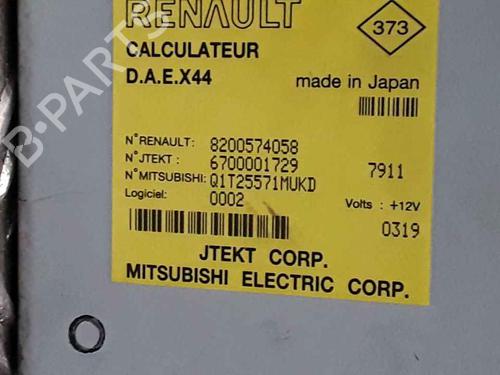 RENAULT
373
CALCULATEUR
D.A.E.X44
made in Japan
N°RENAULT: 8200574058
N°JTEKT: 6700001729
7911
N°MITSUBISHI: Q1T25571MUKD
Logiciel: 0002
Volts: +12V
0319
JTEKT CORP.
MITSUBISHI ELECTRIC CORP.
B-PARTS